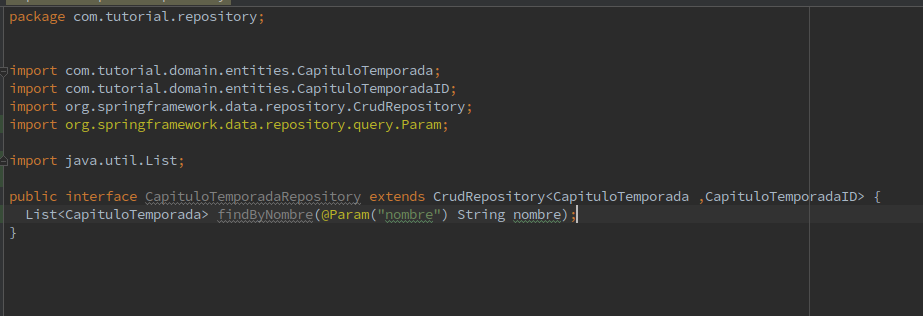 package com.tutorial.repository;
import com.tutorial.domain.entities.CapituloTemporada;
import com.tutorial.domain.entities.CapituloTemporadaID;
import org.springframework.data.repository.CrudRepository;
import org.springframework.data.repository.query.Param;
import java.util.List;
public interface CapituloTemporadaRepository extends CrudRepository<CapituloTemporada ,CapituloTemporadaID> {
List<CapituloTemporada> findByNombre(@Param("nombre") String nombre);
}